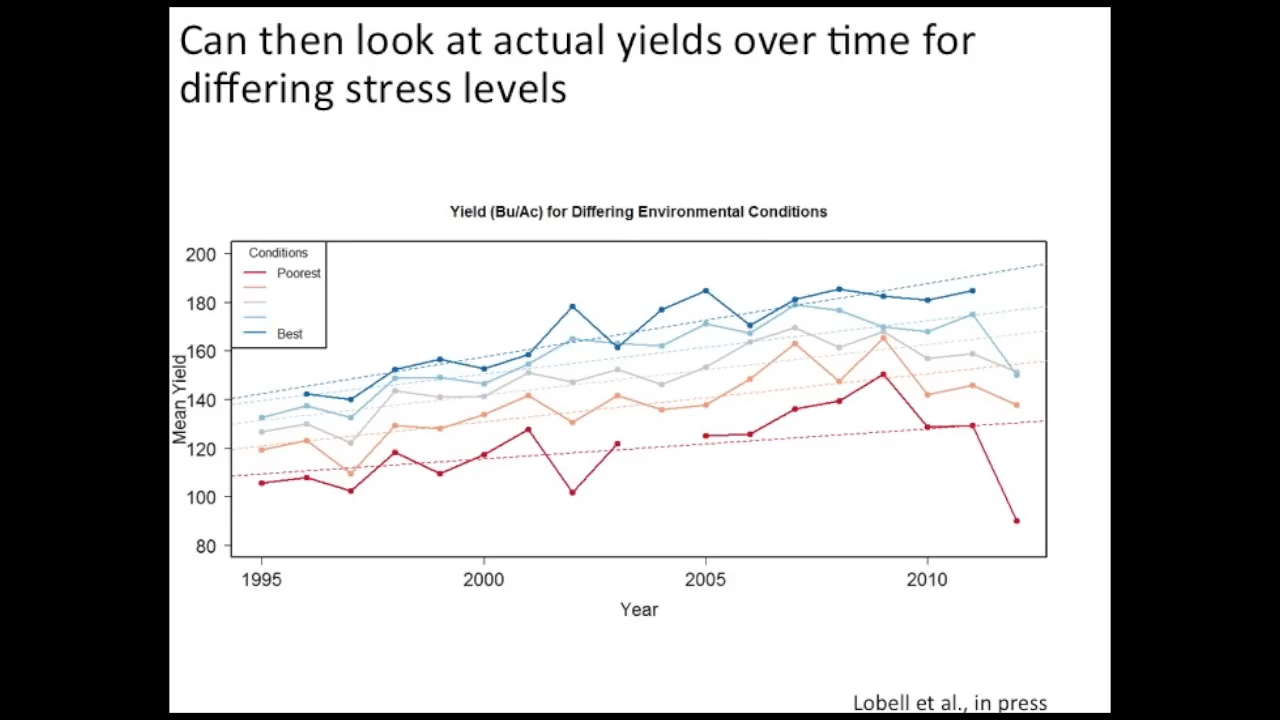 Can then look at actual yields over time for
differing stress levels
Yield (Bu/Ac) for Differing Environmental Conditions
Conditions
Poorest
Best
200
180
160
140
120
100
80
Mean Yield
1995
2000
2005
2010
Year
Lobell et al., in press